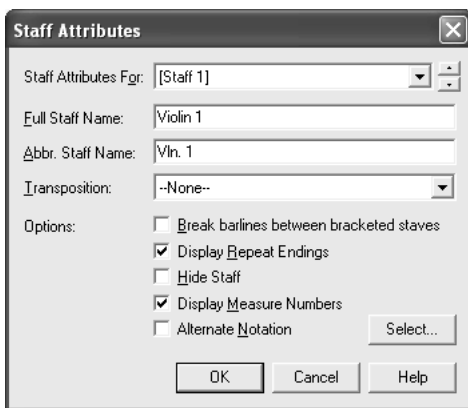 Staff Attributes
Staff Attributes For: [Staff 1]
Full Staff Name: Violin 1
Abbr. Staff Name: Vln. 1
Transposition: --None--
Options: Break barlines between bracketed staves
Display Repeat Endings
Hide Staff
Display Measure Numbers
Alternate Notation Select...
OK Cancel Help